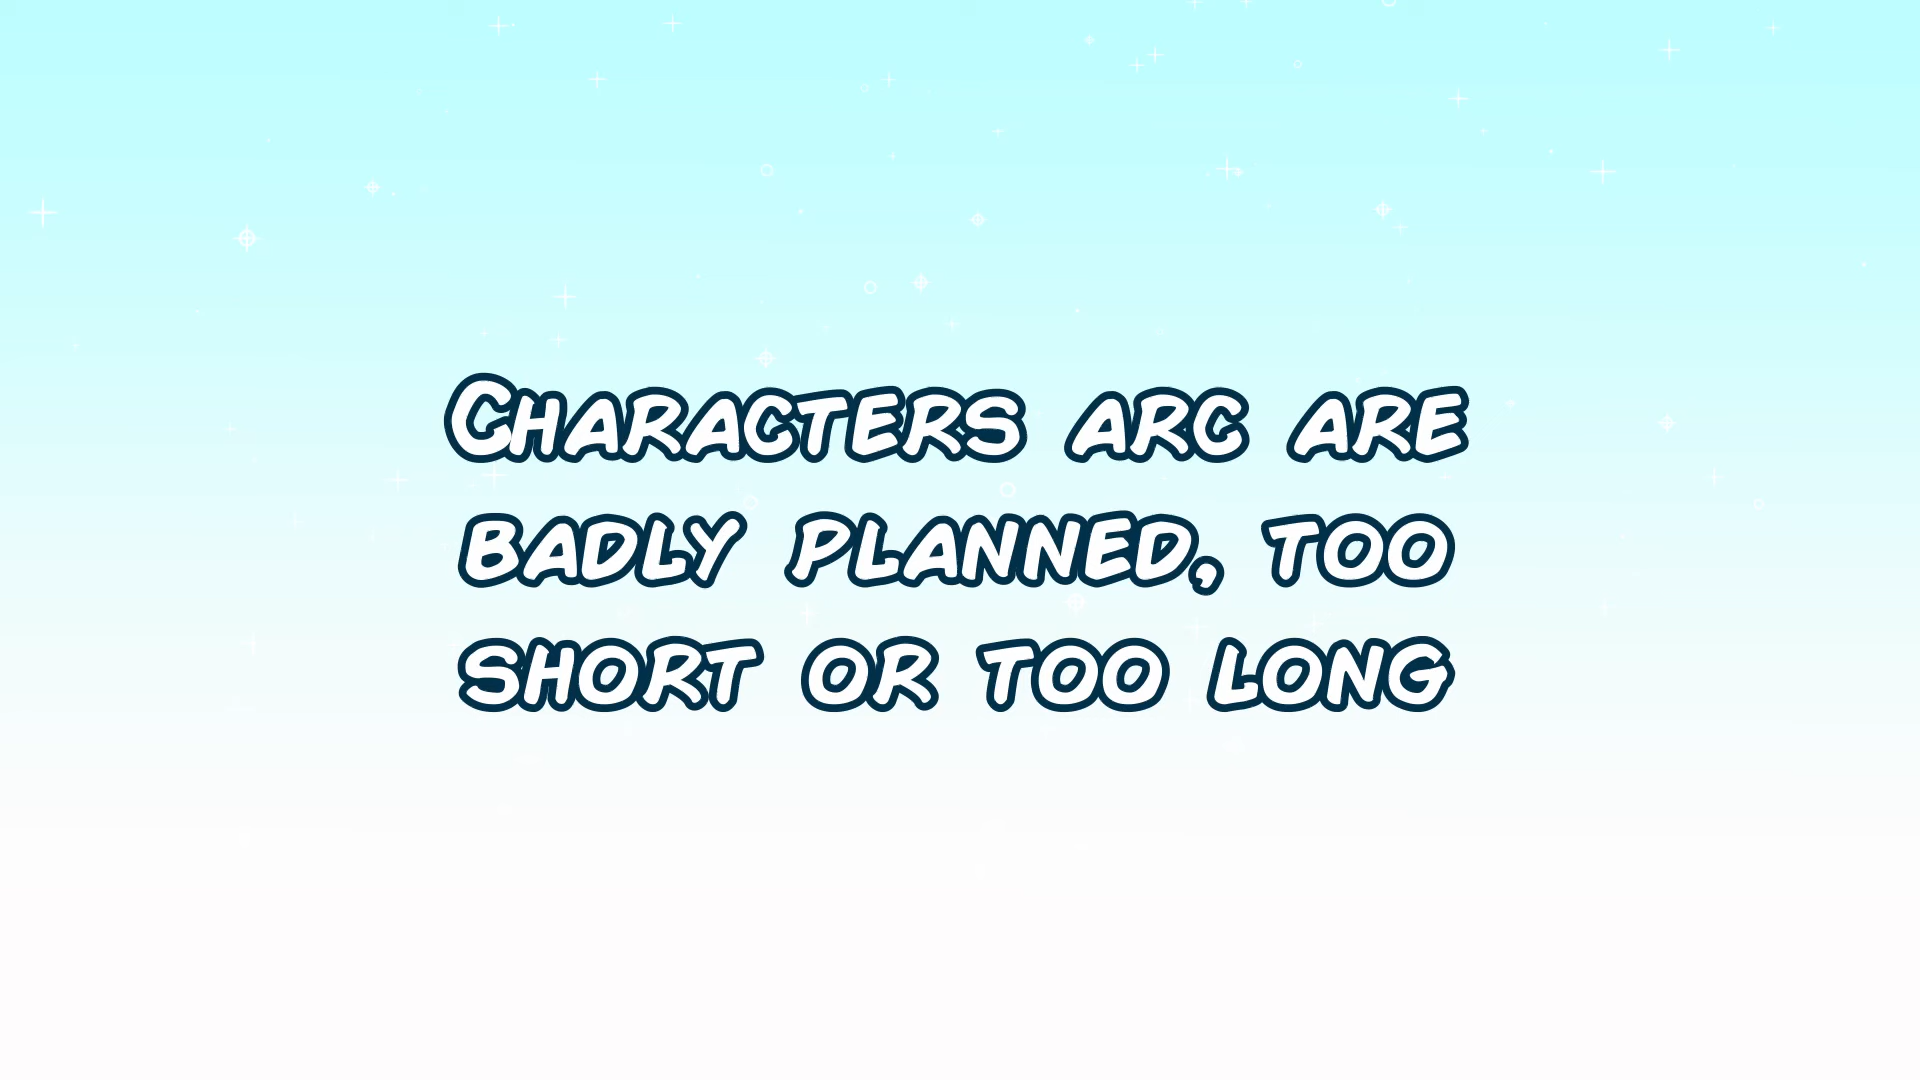 Characters arc are
badly planned, too
short or too long